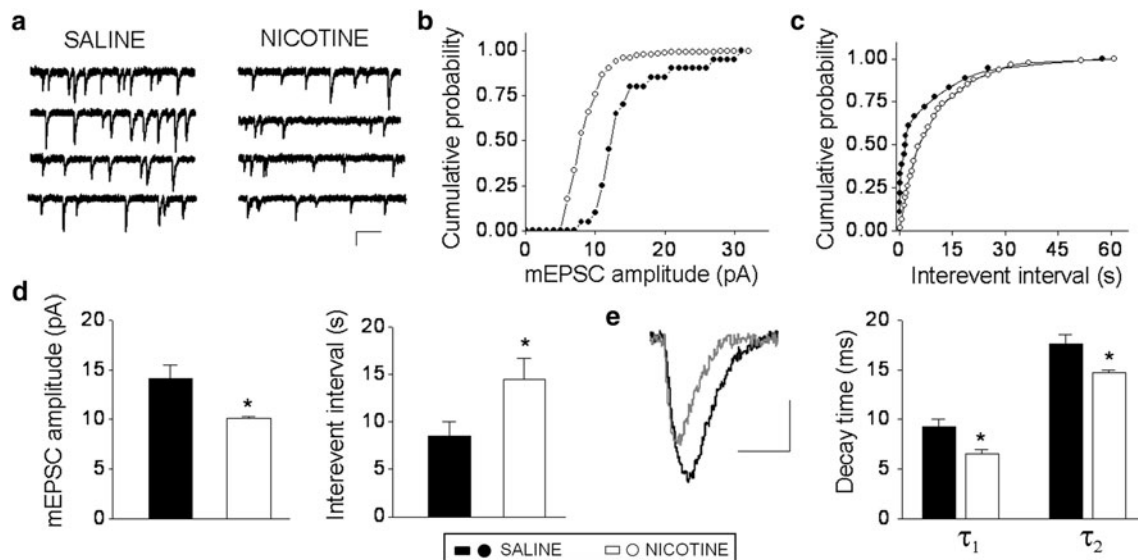 a
SALINE
NICOTINE
b
Cumulative probability
1.00
0.75
0.50
0.25
0.00
0
10
20
30
mEPSC amplitude (pA)
c
Cumulative probability
1.00
0.75
0.50
0.25
0.00
0
15
30
45
60
Interevent interval (s)
d
mEPSC amplitude (pA)
20
15
10
5
0
*
Interevent interval (s)
20
15
10
5
0
*
e
Decay time (ms)
20
15
10
5
0
*
*
τ1
τ2
SALINE
NICOTINE